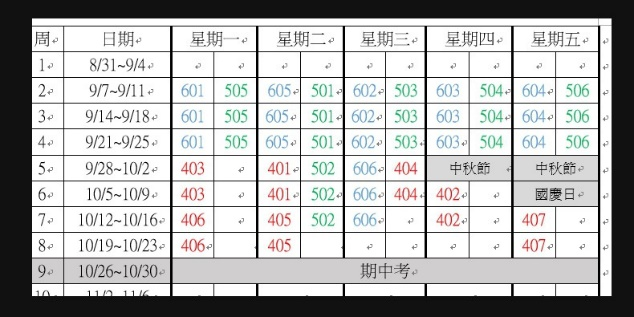 周 日期 星期一 星期二 星期三 星期四 星期五
1 8/31~9/4
2 9/7~9/11 601 505 605 501 602 503 603 504 604 506
3 9/14~9/18 601 505 605 501 602 503 603 504 604 506
4 9/21~9/25 601 505 605 501 602 503 603 504 604 506
5 9/28~10/2 403 401 502 606 404 中秋節 中秋節
6 10/5~10/9 403 401 502 606 404 402 國慶日
7 10/12~10/16 406 405 502 606 402 407
8 10/19~10/23 406 405 407
9 10/26~10/30 期中考
10 11/2~11/6